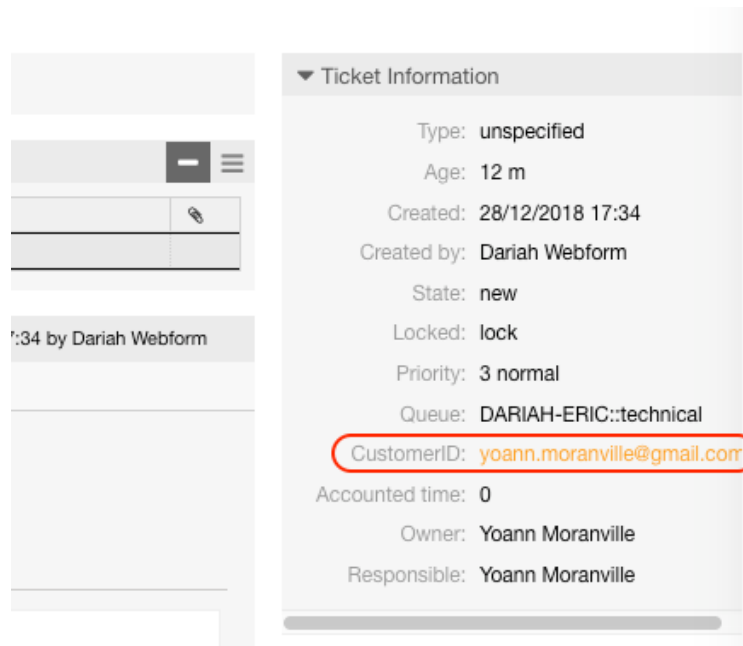 Ticket Information
Type: unspecified
Age: 12 m
Created: 28/12/2018 17:34
Created by: Dariah Webform
State: new
:34 by Dariah Webform
Locked: lock
Priority: 3 normal
Queue: DARIAH-ERIC::technical
CustomerID: yoann.moranville@gmail.com
Accounted time: 0
Owner: Yoann Moranville
Responsible: Yoann Moranville